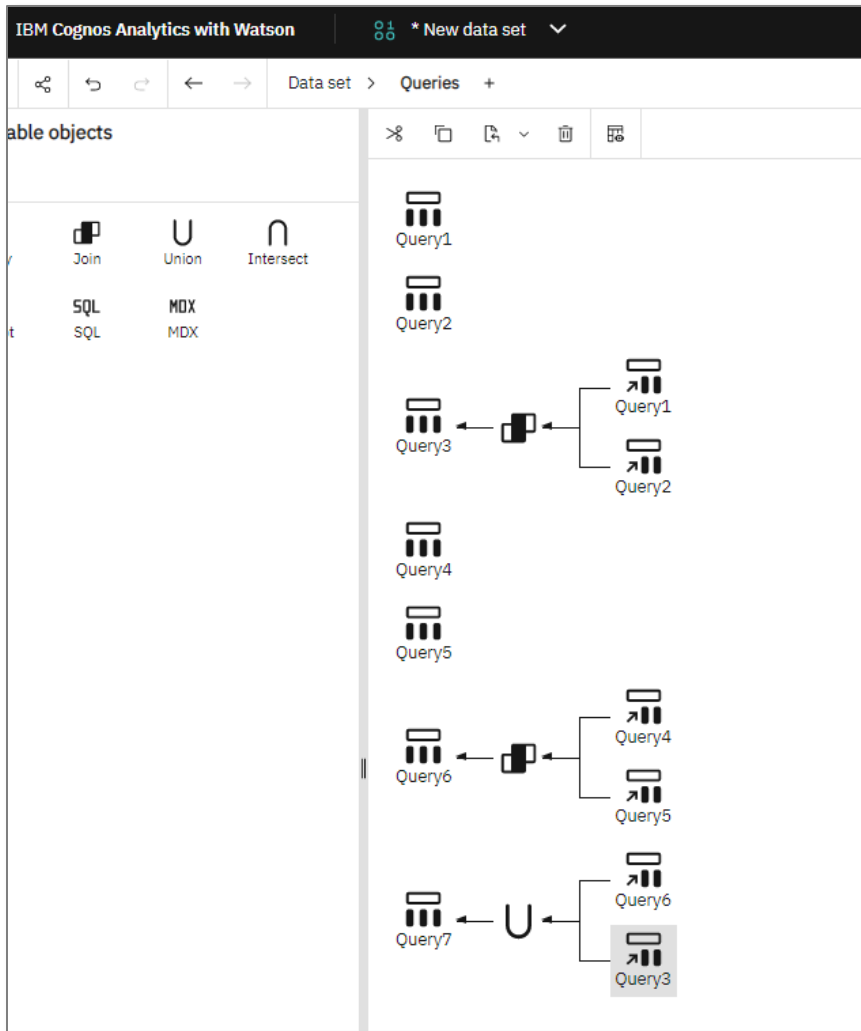 IBM Cognos Analytics with Watson
* New data set
Data set > Queries +
able objects
Join Union Intersect
SQL MDX
SQL MDX
Query1
Query2
Query1
Query3
Query2
Query4
Query5
Query4
Query6
Query5
Query6
Query7
Query3